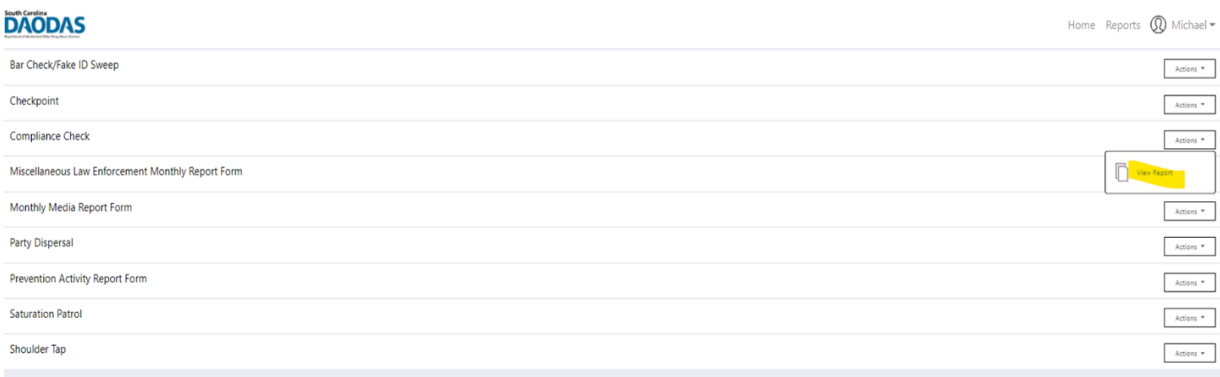 South Carolina
DAODAS
Home Reports Michael
Bar Check/Fake ID Sweep Actions
Checkpoint Actions
Compliance Check Actions
Miscellaneous Law Enforcement Monthly Report Form View Report
Monthly Media Report Form Actions
Party Dispersal Actions
Prevention Activity Report Form Actions
Saturation Patrol Actions
Shoulder Tap Actions